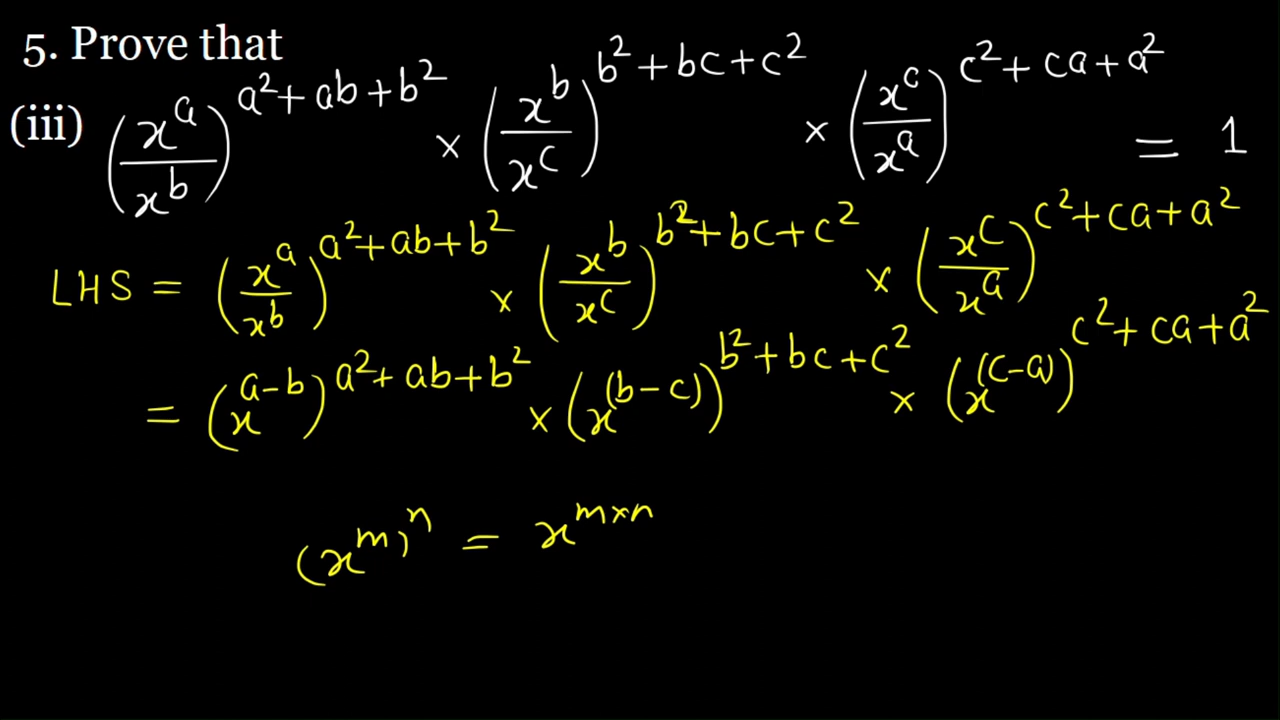 5. Prove that
(iii) (x^a/x^b)^(a²+ab+b²) × (x^b/x^c)^(b²+bc+c²) × (x^c/x^a)^(c²+ca+a²) = 1
LHS = (x^a/x^b)^(a²+ab+b²) × (x^b/x^c)^(b²+bc+c²) × (x^c/x^a)^(c²+ca+a²)
= (x^(a-b))^(a²+ab+b²) × (x^(b-c))^(b²+bc+c²) × (x^(c-a))^(c²+ca+a²)
(x^m)^n = x^(m×n)